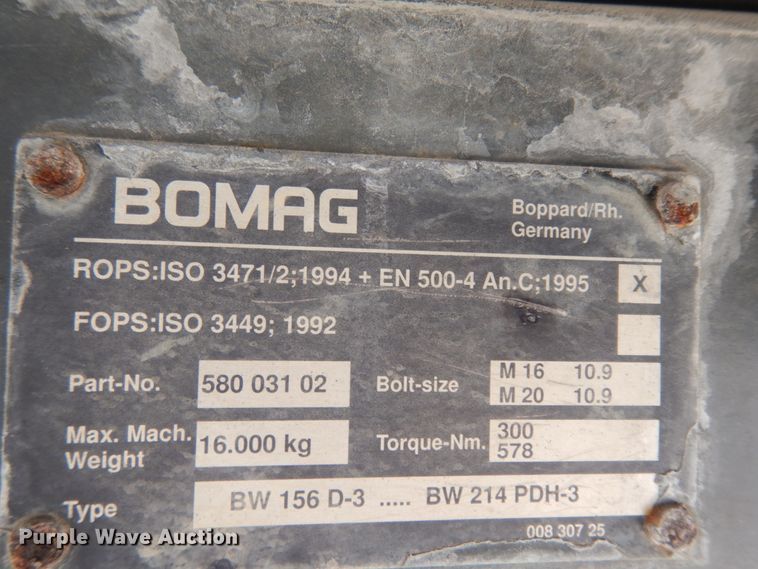 BOMAG
Boppard/Rh.
Germany
ROPS:ISO 3471/2;1994 + EN 500-4 An.C;1995 X
FOPS:ISO 3449; 1992
Part-No. 580 031 02 Bolt-size M 16 10.9
M 20 10.9
Max. Mach. Weight 16.000 kg Torque-Nm. 300
578
Type BW 156 D-3 ..... BW 214 PDH-3
008 307 25
Purple Wave Auction